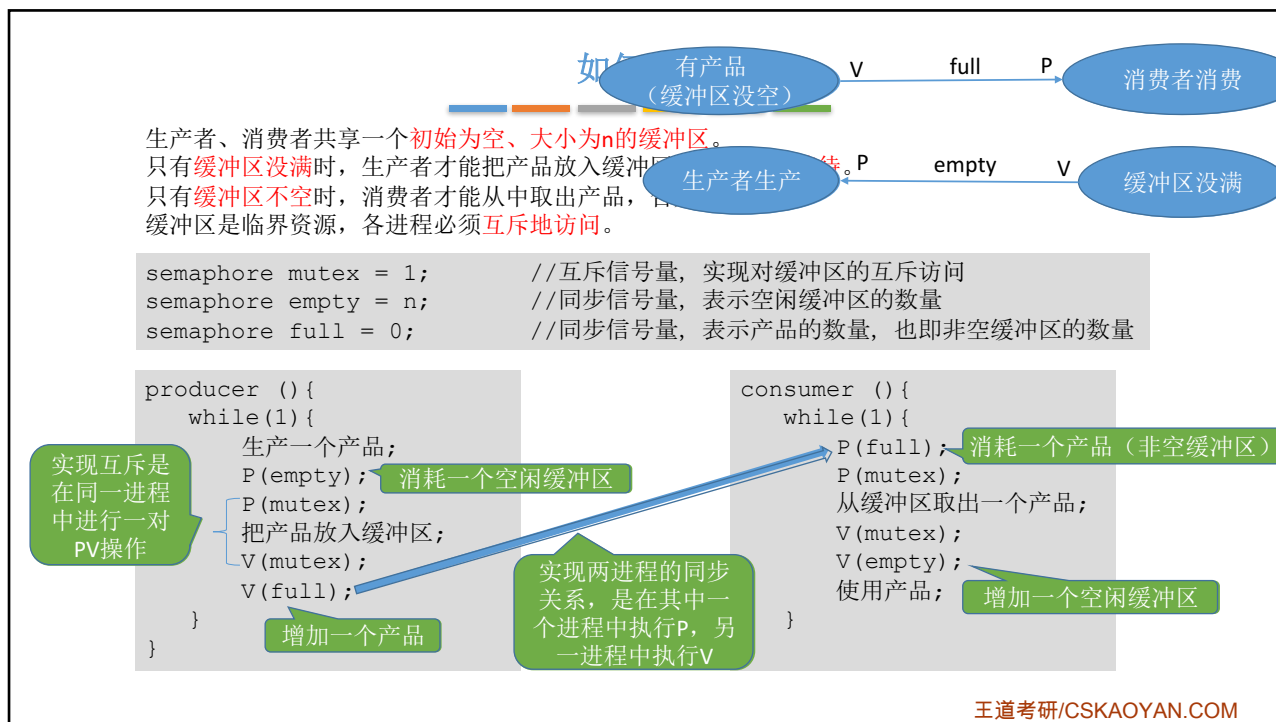 如
有产品
（缓冲区没空）
V full P
消费者消费
生产者、消费者共享一个初始为空、大小为n的缓冲区。
只有缓冲区没满时，生产者才能把产品放入缓冲区
待。
生产者生产
P empty V
缓冲区没满
只有缓冲区不空时，消费者才能从中取出产品，
缓冲区是临界资源，各进程必须互斥地访问。
semaphore mutex = 1; //互斥信号量, 实现对缓冲区的互斥访问
semaphore empty = n; //同步信号量, 表示空闲缓冲区的数量
semaphore full = 0; //同步信号量, 表示产品的数量, 也即非空缓冲区的数量
producer (){
while(1){
生产一个产品;
P(empty);
消耗一个空闲缓冲区
P(mutex);
把产品放入缓冲区;
V(mutex);
V(full);
增加一个产品
}
}
实现互斥是
在同一进程
中进行一对
PV操作
实现两进程的同步
关系，是在其中一
个进程中执行P，另
一进程中执行V
consumer (){
while(1){
P(full);
消耗一个产品（非空缓冲区）
P(mutex);
从缓冲区取出一个产品;
V(mutex);
V(empty);
增加一个空闲缓冲区
使用产品;
}
王道考研/CSKAOYAN.COM